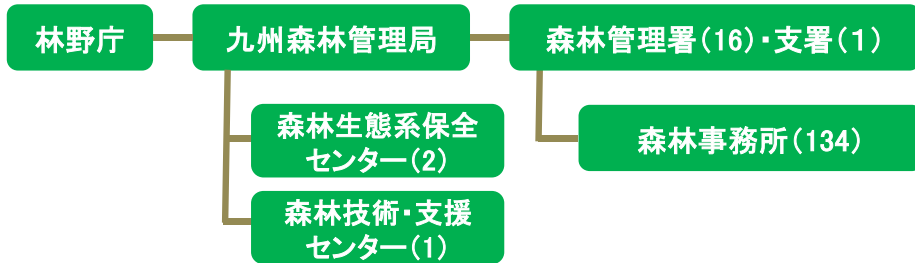 林野庁
九州森林管理局
森林管理署(16)・支署(1)
森林生態系保全
センター(2)
森林事務所(134)
森林技術・支援
センター(1)